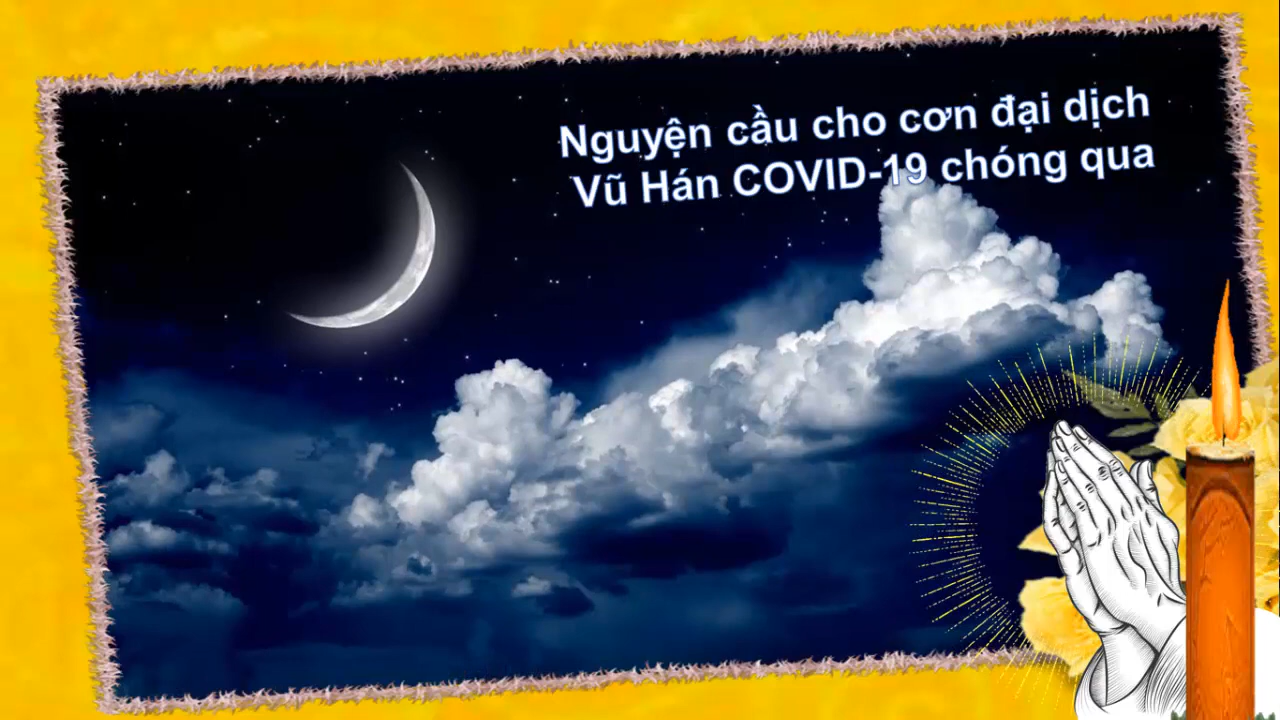 Nguyện cầu cho cơn đại dịch
Vũ Hán COVID-19 chóng qua